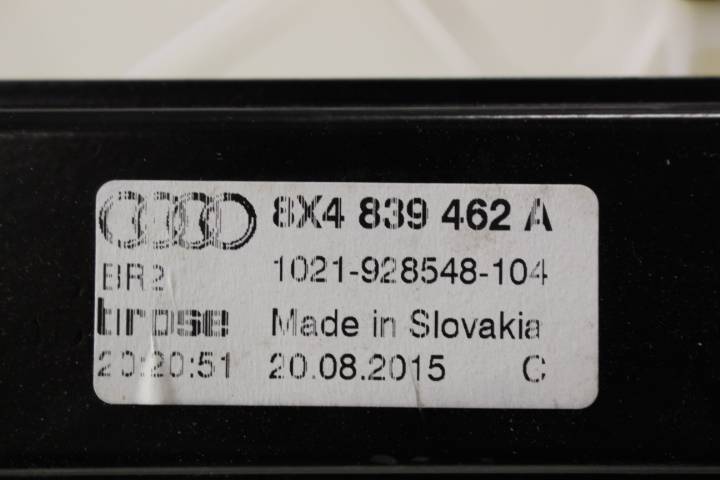 8X4 839 462 A
BR2 1021-928548-104
brose Made in Slovakia
20:20:51 20.08.2015 C